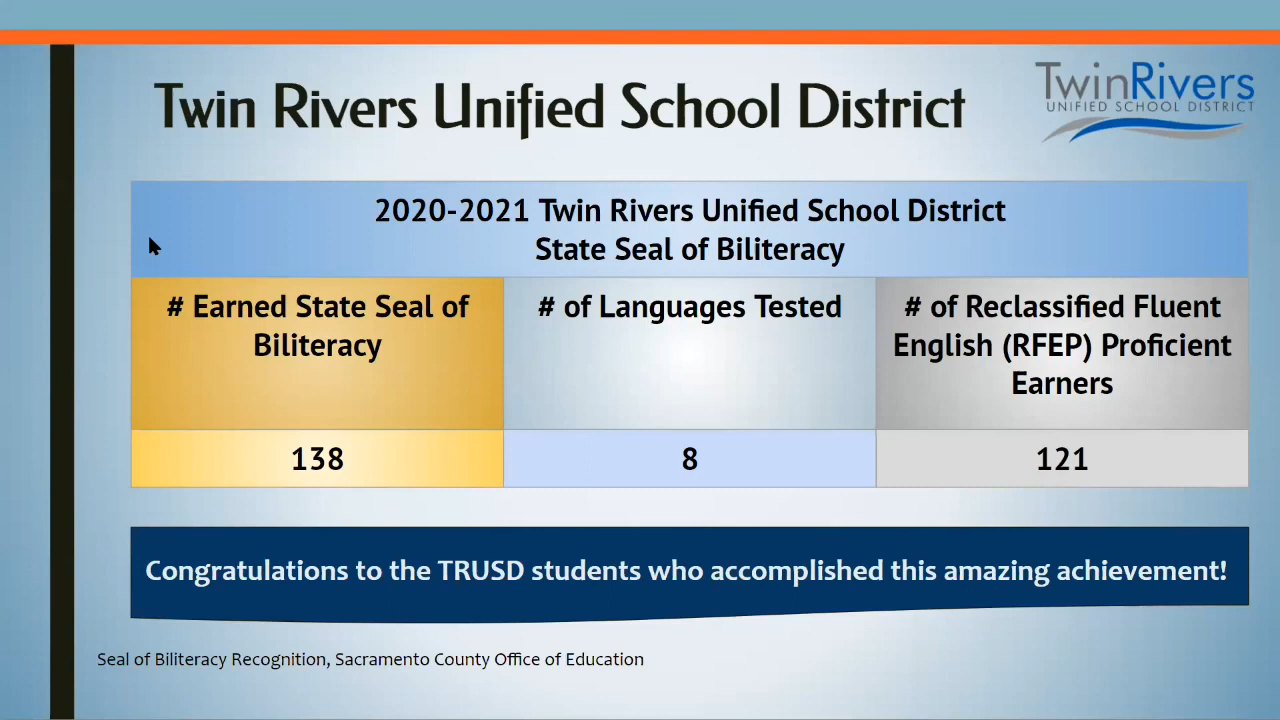 Twin Rivers Unified School District
TwinRivers
UNIFIED SCHOOL DISTRICT
2020-2021 Twin Rivers Unified School District
State Seal of Biliteracy
# Earned State Seal of
Biliteracy
# of Languages Tested
# of Reclassified Fluent
English (RFEP) Proficient
Earners
138
8
121
Congratulations to the TRUSD students who accomplished this amazing achievement!
Seal of Biliteracy Recognition, Sacramento County Office of Education